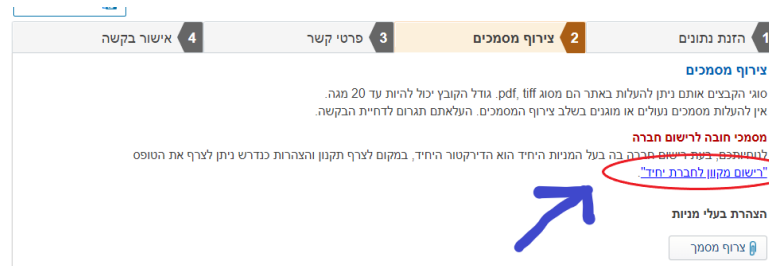 1 הזנת נתונים
2 צירוף מסמכים
3 פרטי קשר
4 אישור בקשה
צירוף מסמכים
סוגי הקבצים אותם ניתן להעלות באתר הם מסוג pdf, tiff. גודל הקובץ יכול להיות עד 20 מגה.
אין להעלות מסמכים נעולים או מוגנים בשלב צירוף המסמכים. העלאתם תגרום לדחיית הבקשה.
מסמכי חובה לרישום חברה
לנוחיותכם, בעת רישום חברה בה בעל המניות היחיד הוא הדירקטור היחיד, במקום לצרף תקנון והצהרות כנדרש ניתן לצרף את הטופס
"רישום מקוון לחברת יחיד".
הצהרת בעלי מניות
צרוף מסמך